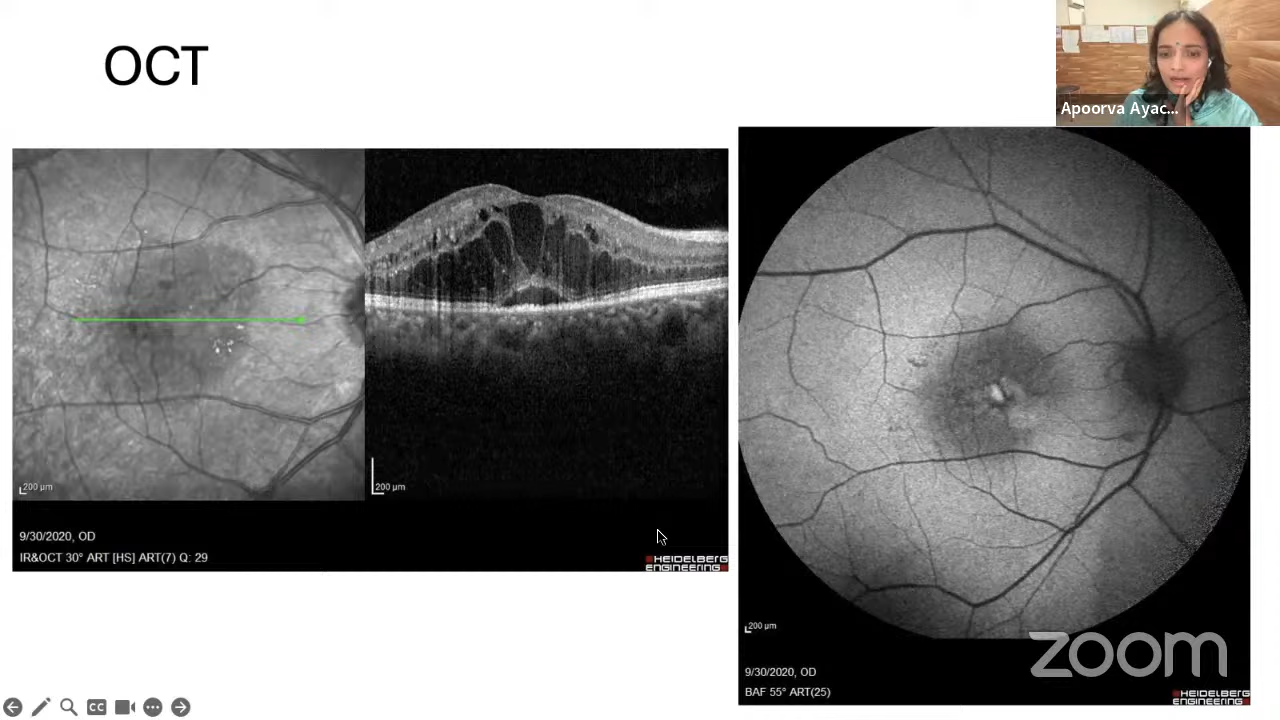 OCT
Apoorva Ayac...
200 µm
200 µm
9/30/2020, OD
IR&OCT 30° ART [HS] ART(7) Q: 29
HEIDELBERG
ENGINEERING
200 µm
9/30/2020, OD
BAF 55° ART(25)
HEIDELBERG
ENGINEERING
zoom
CC